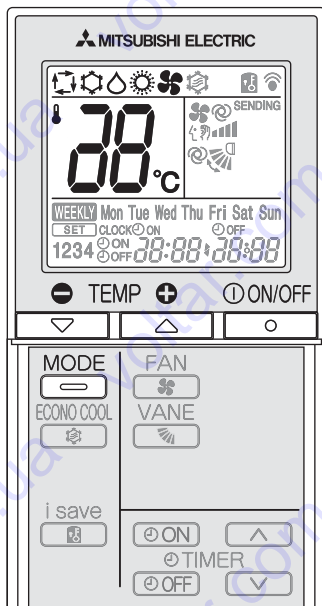 MITSUBISHI ELECTRIC
SENDING
88°C
WEEKLY Mon Tue Wed Thu Fri Sat Sun
SET CLOCK ON OFF
1234 ON OFF 88:88 88:88
TEMP ON/OFF
MODE FAN
ECONO COOL VANE
i save
ON
TIMER
OFF